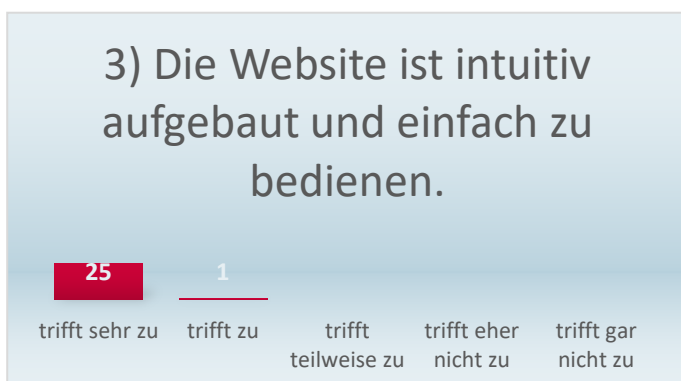 3) Die Website ist intuitiv
aufgebaut und einfach zu
bedienen.
25 1
trifft sehr zu trifft zu trifft teilweise zu trifft eher nicht zu trifft gar nicht zu